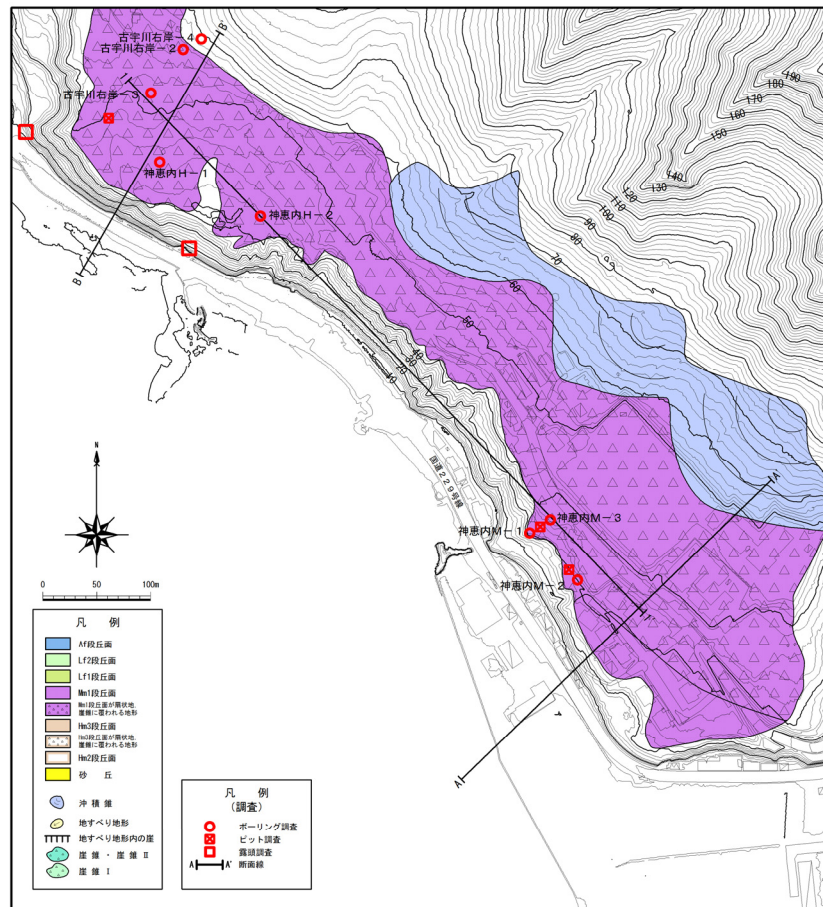 古宇川右岸-4
B'
古宇川右岸-2
古宇川右岸-3
神恵内H-1
神恵内H-2
B
190
180
170
160
150
140
130
120
110
100
90
80
70
60
50
40
30
20
10
国道229号線
神恵内M-3
神恵内M-1
神恵内M-2
A'
A
N
0 50 100m
凡 例
Af段丘面
Lf2段丘面
Lf1段丘面
Mm1段丘面
Mm1段丘面が扇状地、
崖錐に覆われる地形
Hm3段丘面
Hm3段丘面が扇状地、
崖錐に覆われる地形
Hm2段丘面
砂 丘
沖積錐
地すべり地形
地すべり地形内の崖
崖錐・崖錐Ⅱ
崖錐Ⅰ
凡 例
(調査)
ボーリング調査
ピット調査
露頭調査
A A' 断面線